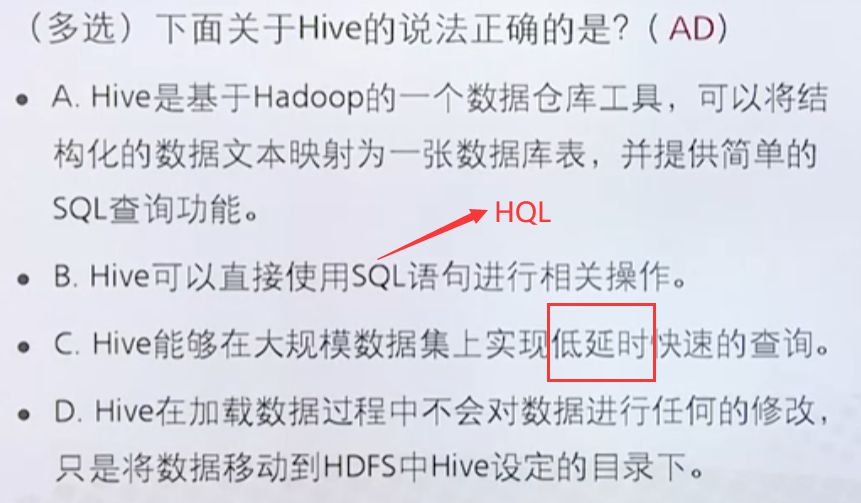 （多选）下面关于Hive的说法正确的是?（AD）
• A. Hive是基于Hadoop的一个数据仓库工具，可以将结
构化的数据文本映射为一张数据库表，并提供简单的
SQL查询功能。
HQL
• B. Hive可以直接使用SQL语句进行相关操作。
• C. Hive能够在大规模数据集上实现低延时快速的查询。
• D. Hive在加载数据过程中不会对数据进行任何的修改，
只是将数据移动到HDFS中Hive设定的目录下。